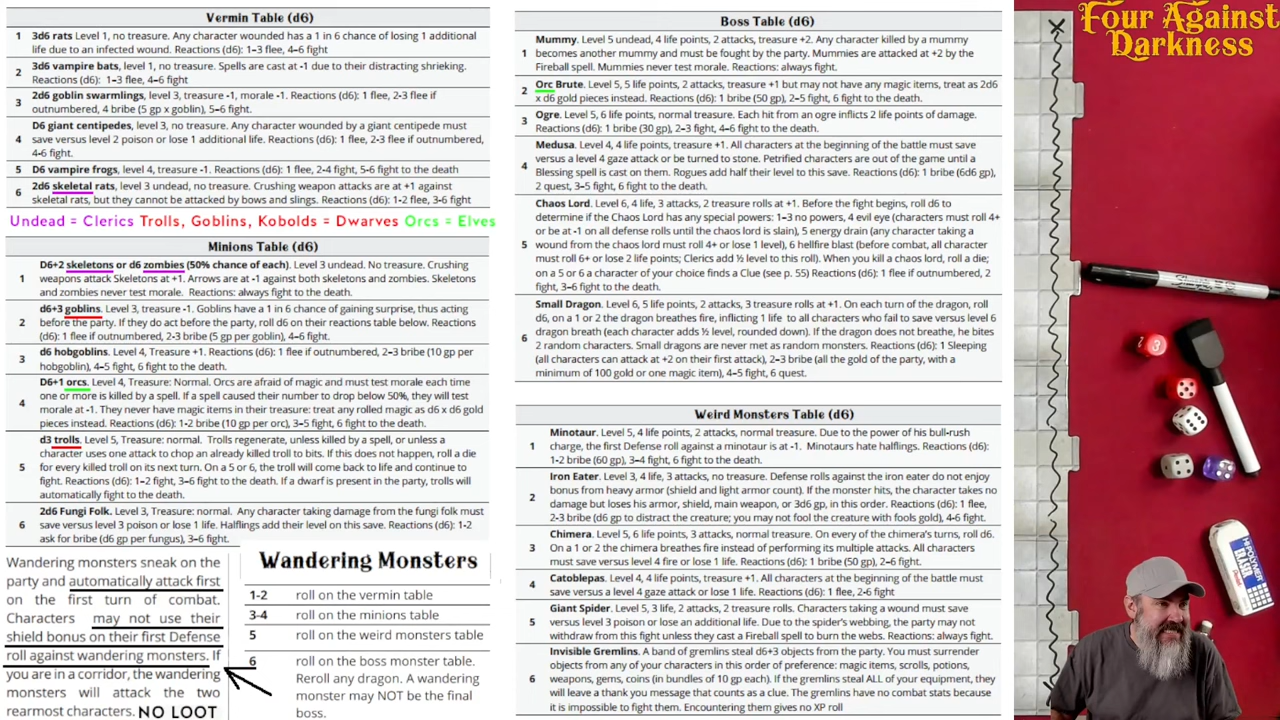 Vermin Table (d6)
1 3d6 rats Level 1, no treasure. Any character wounded has a 1 in 6 chance of losing 1 additional
life due to an infected wound. Reactions (d6): 1–3 flee, 4–6 fight
2 3d6 vampire bats, level 1, no treasure. Spells are cast at -1 due to their distracting shrieking.
Reactions (d6): 1–3 flee, 4–6 fight
3 2d6 goblin swarmlings, level 3, treasure -1, morale -1. Reactions (d6): 1 flee, 2-3 flee if
outnumbered, 4 bribe (5 gp x goblin), 5–6 fight.
4 D6 giant centipedes, level 3, no treasure. Any character wounded by a giant centipede must
save versus level 2 poison or lose 1 additional life. Reactions (d6): 1 flee, 2-3 flee if outnumbered,
4–6 fight.
5 D6 vampire frogs, level 4, treasure -1. Reactions (d6): 1 flee, 2-4 fight, 5-6 fight to the death
6 2d6 skeletal rats, level 3 undead, no treasure. Crushing weapon attacks are at +1 against
skeletal rats, but they cannot be attacked by bows and slings. Reactions (d6): 1-2 flee, 3-6 fight
Undead = Clerics Trolls, Goblins, Kobolds = Dwarves Orcs = Elves
Minions Table (d6)
1 D6+2 skeletons or d6 zombies (50% chance of each). Level 3 undead. No treasure. Crushing
weapons attack Skeletons at +1. Arrows are at -1 against both skeletons and zombies. Skeletons
and zombies never test morale. Reactions: always fight to the death.
2 d6+3 goblins. Level 3, treasure -1. Goblins have a 1 in 6 chance of gaining surprise, thus acting
before the party. If they do act before the party, roll d6 on their reactions table below. Reactions
(d6): 1 flee if outnumbered, 2-3 bribe (5 gp per goblin), 4–6 fight.
3 d6 hobgoblins. Level 4, Treasure +1. Reactions (d6): 1 flee if outnumbered, 2–3 bribe (10 gp per
hobgoblin), 4–5 fight, 6 fight to the death.
4 D6+1 orcs. Level 4, Treasure: Normal. Orcs are afraid of magic and must test morale each time
one or more is killed by a spell. If a spell caused their number to drop below 50%, they will test
morale at -1. They never have magic items in their treasure: treat any rolled magic as d6 x d6 gold
pieces instead. Reactions (d6): 1-2 bribe (10 gp per orc), 3–5 fight, 6 fight to the death.
5 d3 trolls. Level 5, Treasure: normal. Trolls regenerate, unless killed by a spell, or unless a
character uses one attack to chop an already killed troll to bits. If this does not happen, roll a die
for every killed troll on its next turn. On a 5 or 6, the troll will come back to life and continue to
fight. Reactions (d6): 1-2 fight, 3–6 fight to the death. If a dwarf is present in the party, trolls will
automatically fight to the death.
6 2d6 Fungi Folk. Level 3, Treasure: normal. Any character taking damage from the fungi folk must
save versus level 3 poison or lose 1 life. Halflings add their level on this save. Reactions (d6): 1-2
ask for bribe (d6 gp per fungus), 3–6 fight.
Wandering monsters sneak on the
party and automatically attack first
on the first turn of combat.
Characters may not use their
shield bonus on their first Defense
roll against wandering monsters. If
you are in a corridor, the wandering
monsters will attack the two
rearmost characters. NO LOOT
Wandering Monsters
1-2 roll on the vermin table
3-4 roll on the minions table
5 roll on the weird monsters table
6 roll on the boss monster table.
Reroll any dragon. A wandering
monster may NOT be the final
boss.
Boss Table (d6)
1 Mummy. Level 5 undead, 4 life points, 2 attacks, treasure +2. Any character killed by a mummy
becomes another mummy and must be fought by the party. Mummies are attacked at +2 by the
Fireball spell. Mummies never test morale. Reactions: always fight.
2 Orc Brute. Level 5, 5 life points, 2 attacks, treasure +1 but may not have any magic items, treat as 2d6
x d6 gold pieces instead. Reactions (d6): 1 bribe (50 gp), 2–5 fight, 6 fight to the death.
3 Ogre. Level 5, 6 life points, normal treasure. Each hit from an ogre inflicts 2 life points of damage.
Reactions (d6): 1 bribe (30 gp), 2–3 fight, 4–6 fight to the death.
4 Medusa. Level 4, 4 life points, treasure +1. All characters at the beginning of the battle must save
versus a level 4 gaze attack or be turned to stone. Petrified characters are out of the game until a
Blessing spell is cast on them. Rogues add half their level to this save. Reactions (d6): 1 bribe (6d6 gp),
2 quest, 3–5 fight, 6 fight to the death.
5 Chaos Lord. Level 6, 4 life, 3 attacks, 2 treasure rolls at +1. Before the fight begins, roll d6 to
determine if the Chaos Lord has any special powers: 1–3 no powers, 4 evil eye (characters must roll 4+
or be at -1 on all defense rolls until the chaos lord is slain), 5 energy drain (any character taking a
wound from the chaos lord must roll 4+ or lose 1 level), 6 hellfire blast (before combat, all character
must roll 6+ or lose 2 life points; Clerics add ½ level to this roll). When you kill a chaos lord, roll a die;
on a 5 or 6 a character of your choice finds a Clue (see p. 55) Reactions (d6): 1 flee if outnumbered, 2
fight, 3–6 fight to the death.
6 Small Dragon. Level 6, 5 life points, 2 attacks, 3 treasure rolls at +1. On each turn of the dragon, roll
d6, on a 1 or 2 the dragon breathes fire, inflicting 1 life to all characters who fail to save versus level 6
dragon breath (each character adds ½ level, rounded down). If the dragon does not breathe, he bites
2 random characters. Small dragons are never met as random monsters. Reactions (d6): 1 Sleeping
(all characters can attack at +2 on their first attack), 2–3 bribe (all the gold of the party, with a
minimum of 100 gold or one magic item), 4–5 fight, 6 quest.
Weird Monsters Table (d6)
1 Minotaur. Level 5, 4 life points, 2 attacks, normal treasure. Due to the power of his bull-rush
charge, the first Defense roll against a minotaur is at -1. Minotaurs hate halflings. Reactions (d6):
1-2 bribe (60 gp), 3–4 fight, 6 fight to the death.
2 Iron Eater. Level 3, 4 life, 3 attacks, no treasure. Defense rolls against the iron eater do not enjoy
bonus from heavy armor (shield and light armor count). If the monster hits, the character takes no
damage but loses his armor, shield, main weapon, or 3d6 gp, in this order. Reactions (d6): 1 flee,
2–3 bribe (d6 gp to distract the creature; you may not fool the creature with fools gold), 4–6 fight.
3 Chimera. Level 5, 6 life points, 3 attacks, normal treasure. On every of the chimera's turns, roll d6.
On a 1 or 2 the chimera breathes fire instead of performing its multiple attacks. All characters
must save versus level 4 fire or lose 1 life. Reactions (d6): 1 bribe (50 gp), 2–6 fight.
4 Catoblepas. Level 4, 4 life points, treasure +1. All characters at the beginning of the battle must
save versus a level 4 gaze attack or lose 1 life. Reactions (d6): 1 flee, 2-6 fight
5 Giant Spider. Level 5, 3 life, 2 attacks, 2 treasure rolls. Characters taking a wound must save
versus level 3 poison or lose an additional life. Due to the spider's webbing, the party may not
withdraw from this fight unless they cast a Fireball spell to burn the webs. Reactions: always fight.
6 Invisible Gremlins. A band of gremlins steal d6+3 objects from the party. You must surrender
objects from any of your characters in this order of preference: magic items, scrolls, potions,
weapons, gems, coins (in bundles of 10 gp each). If the gremlins steal ALL of your equipment, they
will leave a thank you message that counts as a clue. The gremlins have no combat stats because
it is impossible to fight them. Encountering them gives no XP roll
Four Against
Darkness
3